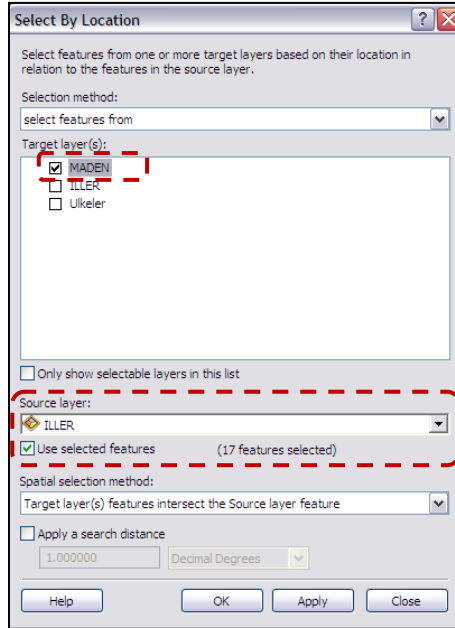 Select By Location
Select features from one or more target layers based on their location in
relation to the features in the source layer.
Selection method:
select features from
Target layer(s):
MADEN
ILLER
Ulkeler
Only show selectable layers in this list
Source layer:
ILLER
Use selected features (17 features selected)
Spatial selection method:
Target layer(s) features intersect the Source layer feature
Apply a search distance
1.000000 Decimal Degrees
Help OK Apply Close